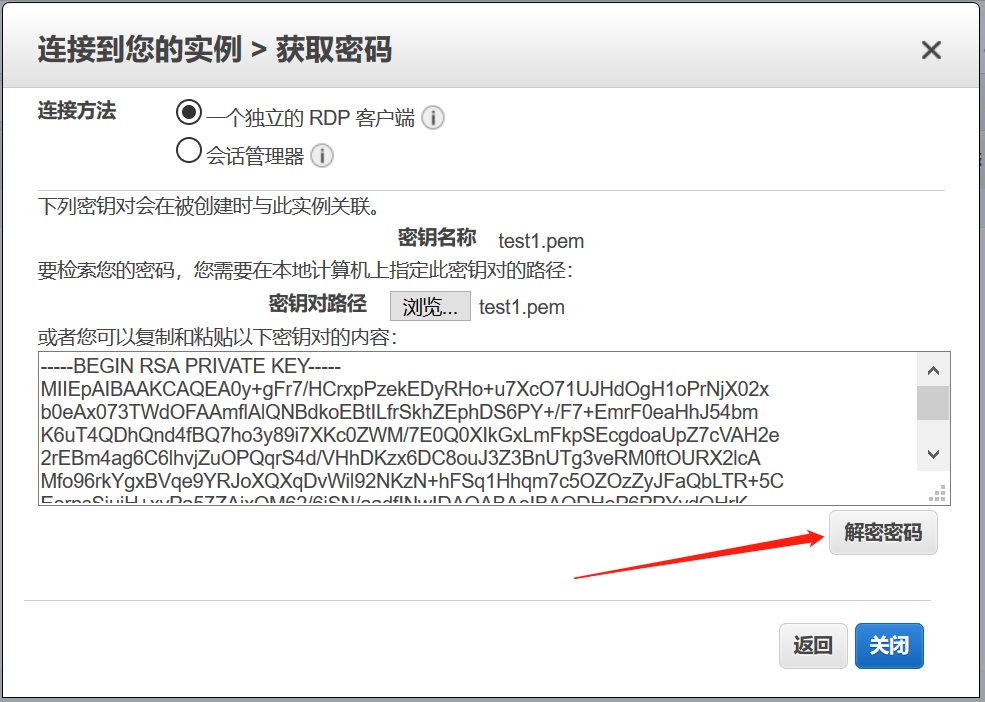 连接到您的实例 > 获取密码
连接方法
一个独立的 RDP 客户端
会话管理器
下列密钥对会在被创建时与此实例关联。
密钥名称 test1.pem
要检索您的密码，您需要在本地计算机上指定此密钥对的路径：
密钥对路径 浏览... test1.pem
或者您可以复制和粘贴以下密钥对的内容：
-----BEGIN RSA PRIVATE KEY-----
MIIEpAIBAAKCAQEA0y+gFr7/HCrxpPzekEDyRHo+u7XcO71UJHdOgH1oPrNjX02x
b0eAx073TWdOFAAmflAlQNBdkoEBtILfrSkhZEphDS6PY+/F7+EmrF0eaHhJ54bm
K6uT4QDhQnd4fBQ7ho3y89i7XKc0ZWM/7E0Q0XIkGxLmFkpSEcgdoaUpZ7cVAH2e
2rEBm4ag6C6lhvjZuOPQqrS4d/VHhDKzx6DC8ouJ3Z3BnUTg3veRM0ftOURX2lcA
Mfo96rkYgxBVqe9YRJoXQXqDvWil92NKzN+hFSq1Hhqm7c5OZOzZyJFaQbLTR+5C
解密密码
返回 关闭